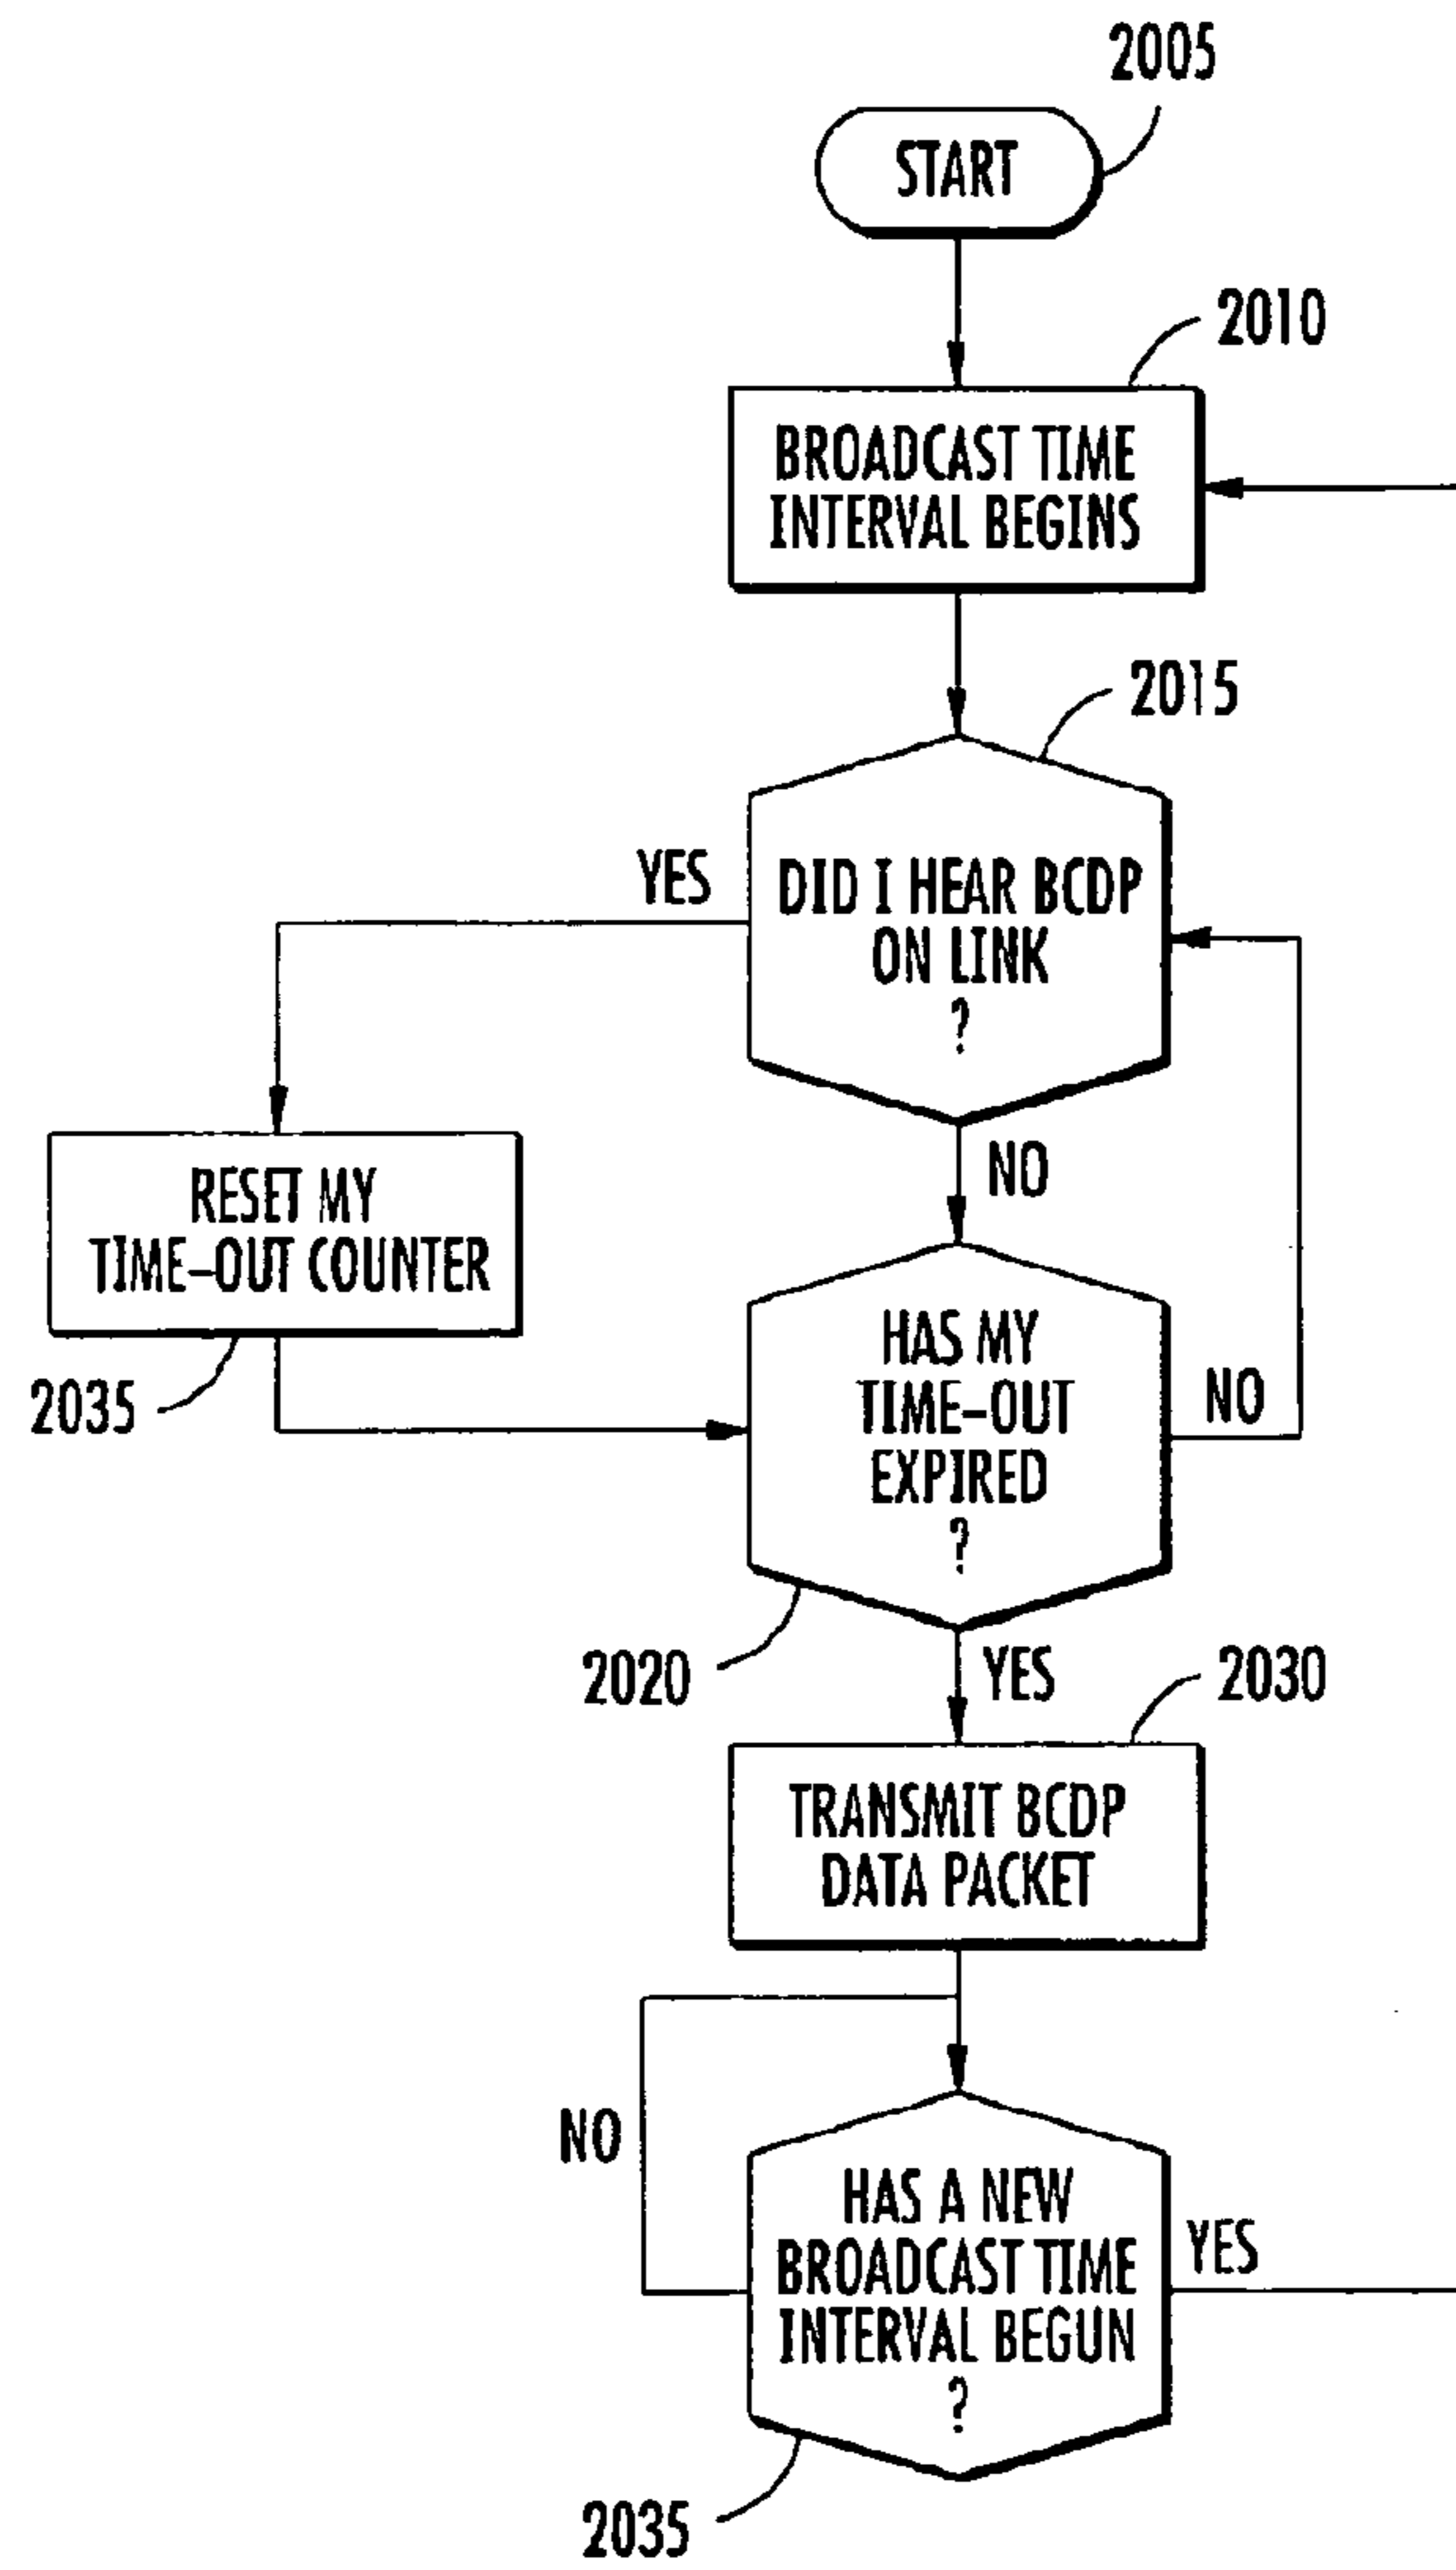 2005
START
2010
BROADCAST TIME
INTERVAL BEGINS
2015
YES
DID I HEAR BCDP
ON LINK
?
NO
RESET MY
TIME-OUT COUNTER
2035
HAS MY
TIME-OUT
EXPIRED
?
NO
2020
YES
2030
TRANSMIT BCDP
DATA PACKET
NO
HAS A NEW
BROADCAST TIME
INTERVAL BEGUN
?
YES
2035